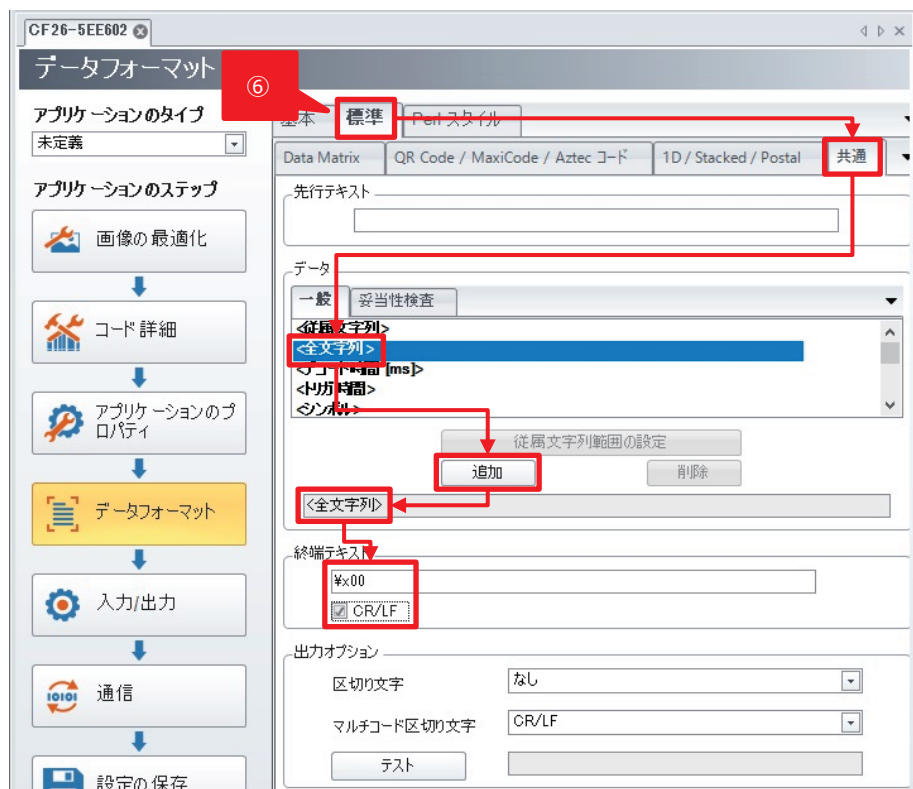 CF26-5EE602
データフォーマット
⑥
アプリケーションのタイプ
未定義
アプリケーションのステップ
画像の最適化
コード詳細
アプリケーションのプ
ロパティ
データフォーマット
入力/出力
通信
設定の保存
基本 標準 Perl スタイル
Data Matrix QR Code / MaxiCode / Aztec コード 1D / Stacked / Postal 共通
先行テキスト
データ
一般 妥当性検査
<従属文字列>
<全文字列>
<デコード時間 [ms]>
<トリガ時間>
<シンボル>
従属文字列範囲の設定
追加 削除
<全文字列>
終端テキスト
¥x00
CR/LF
出力オプション
区切り文字 なし
マルチコード区切り文字 CR/LF
テスト